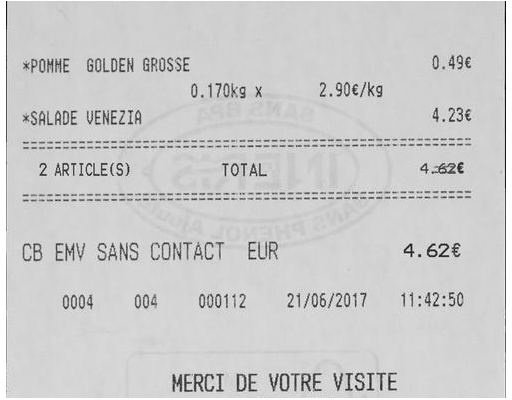 *POMME GOLDEN GROSSE 0.49€
0.170kg x 2.90€/kg
*SALADE VENEZIA 4.23€
2 ARTICLE(S) TOTAL 4.62€
CB EMV SANS CONTACT EUR 4.62€
0004 004 000112 21/06/2017 11:42:50
MERCI DE VOTRE VISITE